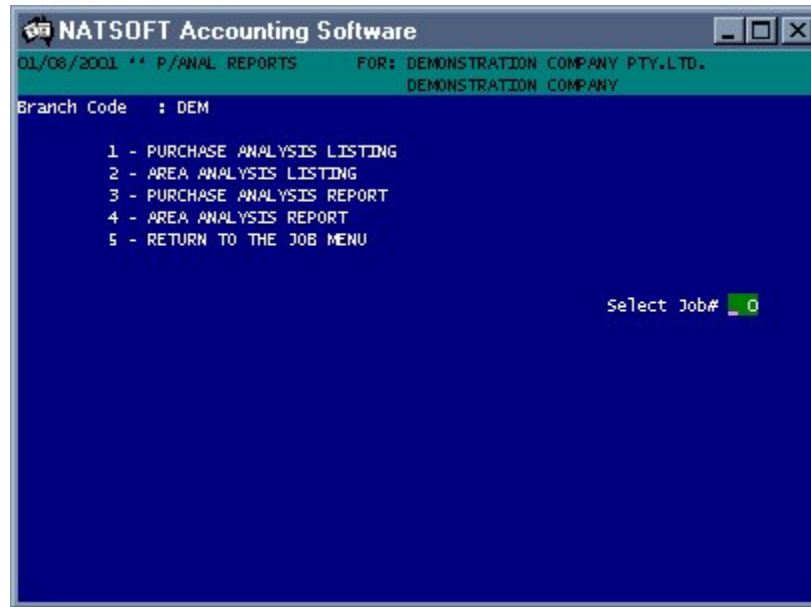 NATSOFT Accounting Software
01/08/2001 ** P/ANAL REPORTS FOR: DEMONSTRATION COMPANY PTY.LTD.
DEMONSTRATION COMPANY
Branch Code : DEM
1 - PURCHASE ANALYSIS LISTING
2 - AREA ANALYSIS LISTING
3 - PURCHASE ANALYSIS REPORT
4 - AREA ANALYSIS REPORT
5 - RETURN TO THE JOB MENU
Select Job# _ 0